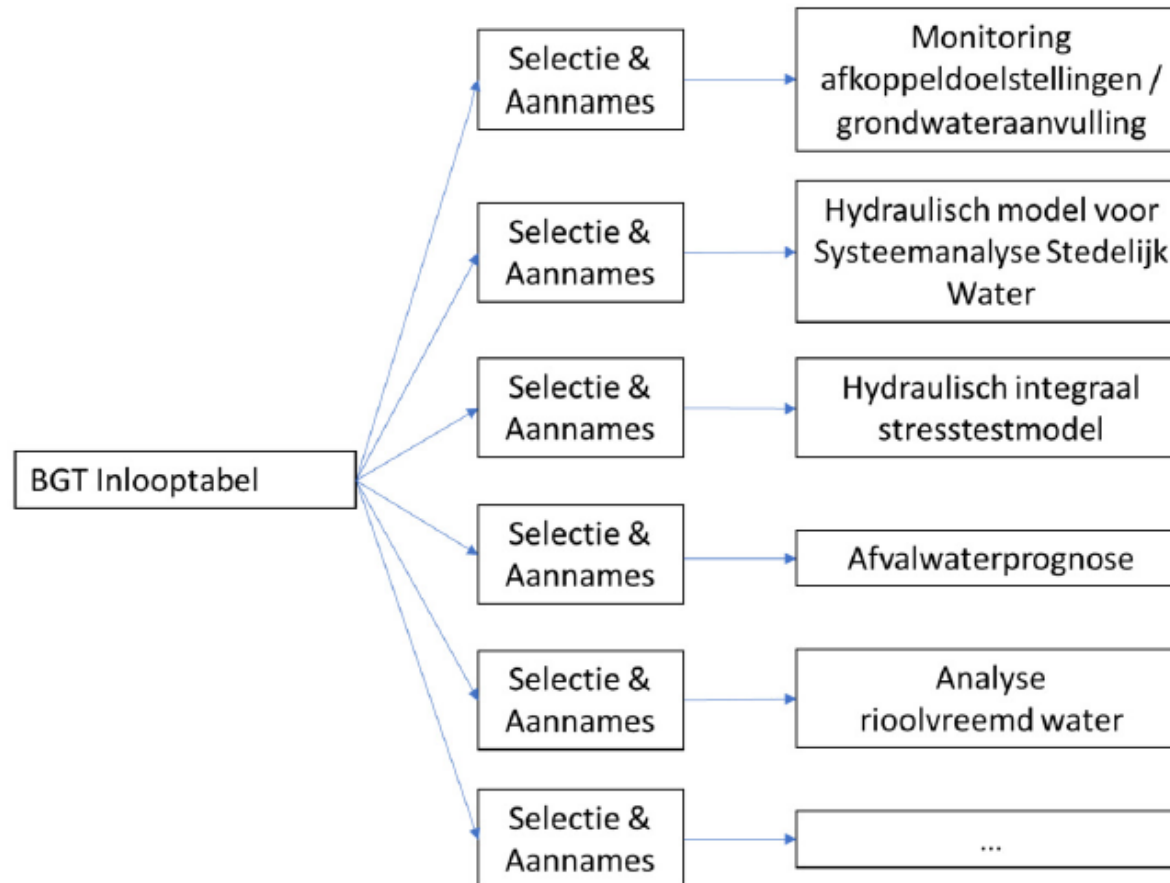 BGT Inlooptabel
Selectie &
Aannames
Monitoring
afkoppeldoelstellingen /
grondwateraanvulling
Selectie &
Aannames
Hydraulisch model voor
Systeemanalyse Stedelijk
Water
Selectie &
Aannames
Hydraulisch integraal
stresstestmodel
Selectie &
Aannames
Afvalwaterprognose
Selectie &
Aannames
Analyse
rioolvreemd water
Selectie &
Aannames
...